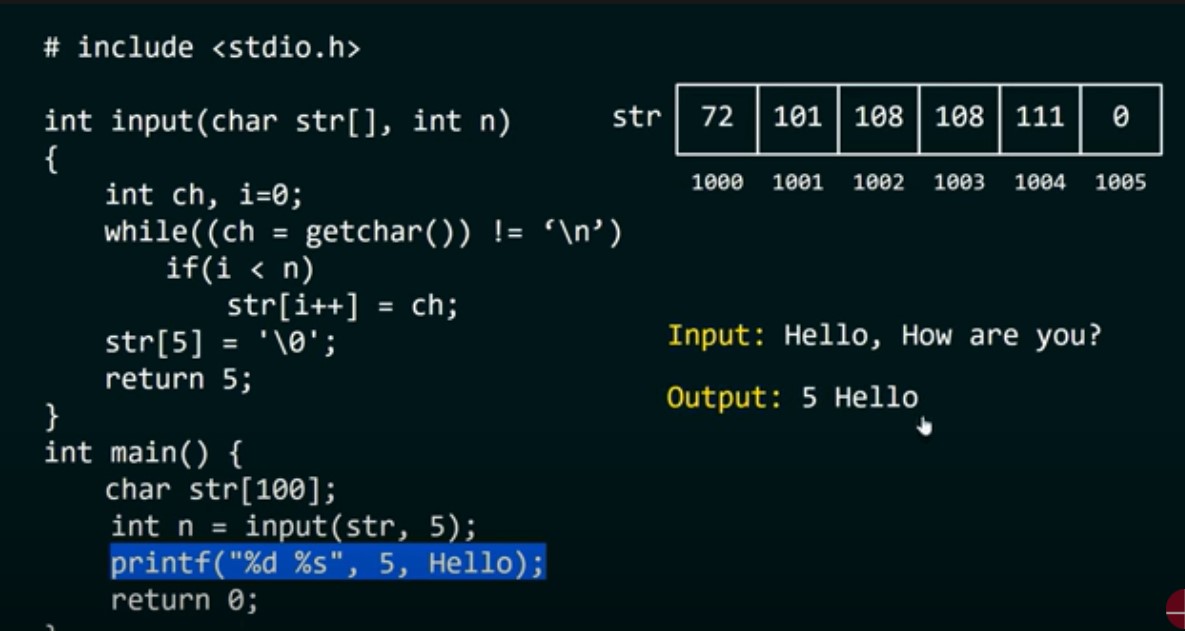 # include <stdio.h>
int input(char str[], int n)
{
int ch, i=0;
while((ch = getchar()) != ‘\n’)
if(i < n)
str[i++] = ch;
str[5] = '\0';
return 5;
}
int main() {
char str[100];
int n = input(str, 5);
printf("%d %s", 5, Hello);
return 0;
str 72 101 108 108 111 0
1000 1001 1002 1003 1004 1005
Input: Hello, How are you?
Output: 5 Hello